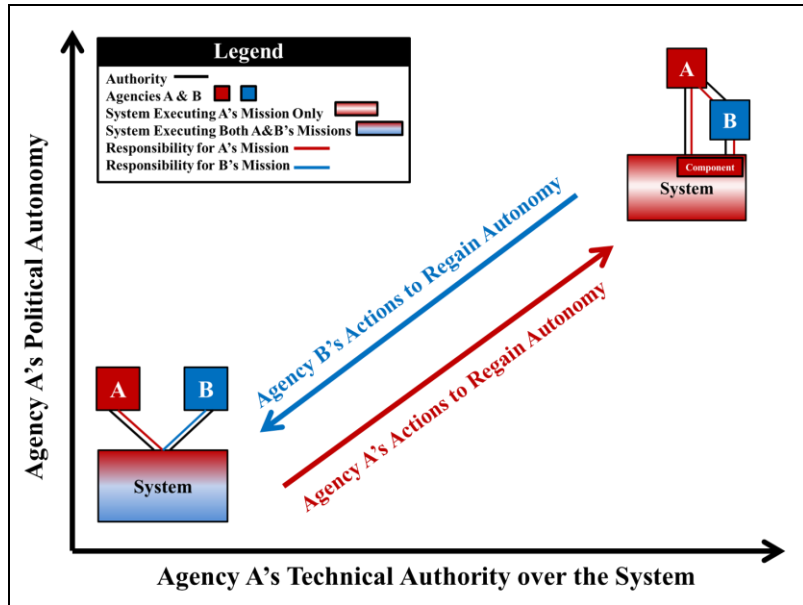 Legend
Authority
Agencies A & B
System Executing A's Mission Only
System Executing Both A&B's Missions
Responsibility for A's Mission
Responsibility for B's Mission
A
B
Component
System
Agency B's Actions to Regain Autonomy
Agency A's Actions to Regain Autonomy
A
B
System
Agency A's Political Autonomy
Agency A's Technical Authority over the System